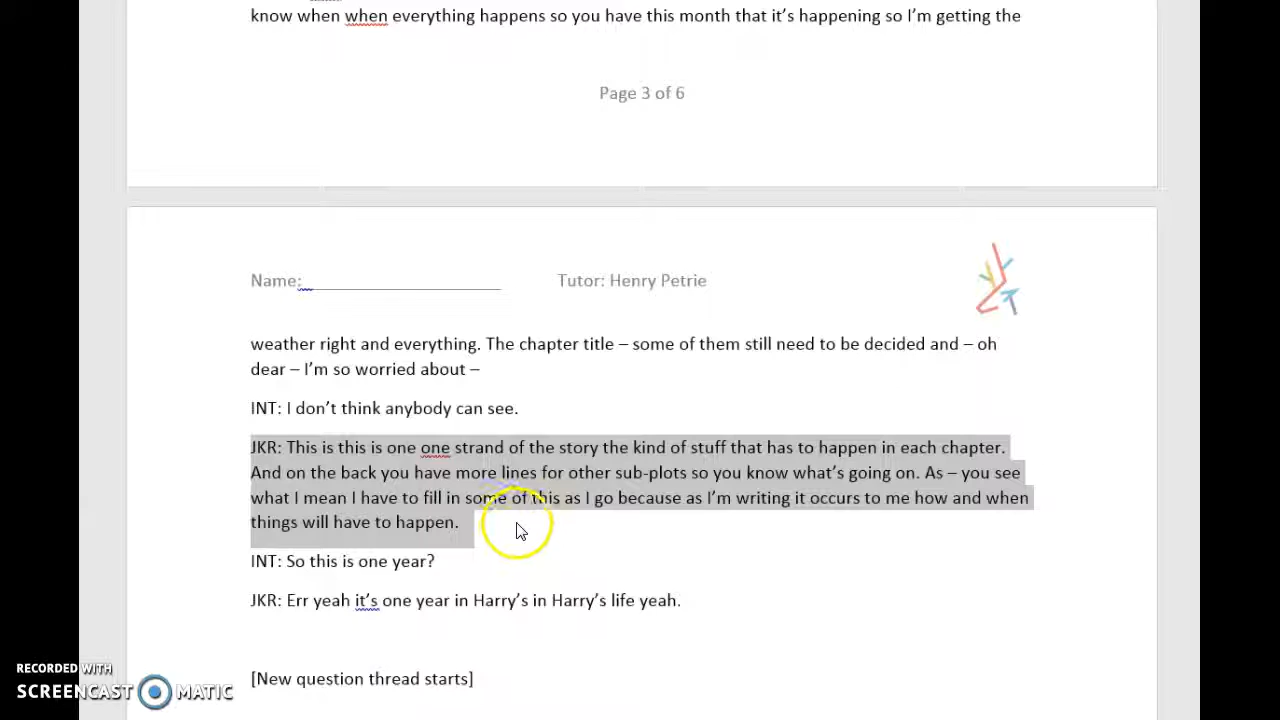 know when when everything happens so you have this month that it's happening so I'm getting the
Page 3 of 6
Name:_____________________ Tutor: Henry Petrie
weather right and everything. The chapter title – some of them still need to be decided and – oh
dear – I'm so worried about –
INT: I don't think anybody can see.
JKR: This is this is one one strand of the story the kind of stuff that has to happen in each chapter.
And on the back you have more lines for other sub-plots so you know what's going on. As – you see
what I mean I have to fill in some of this as I go because as I'm writing it occurs to me how and when
things will have to happen.
INT: So this is one year?
JKR: Err yeah it's one year in Harry's in Harry's life yeah.
[New question thread starts]
RECORDED WITH
SCREENCAST MATIC